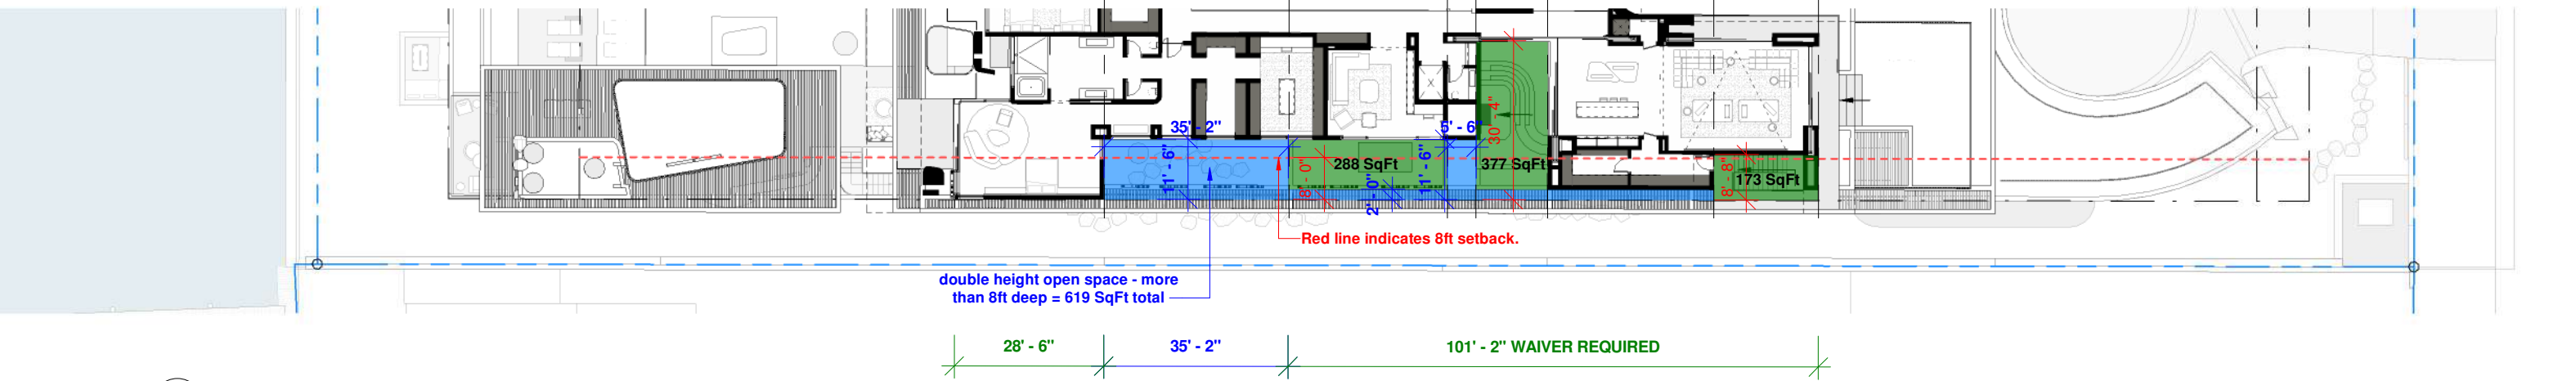 35' - 2"
5' - 6"
30' - 4"
11' - 6"
8' - 0"
288 SqFt
11' - 6"
377 SqFt
8' - 8"
173 SqFt
2' - 0"
Red line indicates 8ft setback.
double height open space - more
than 8ft deep = 619 SqFt total
28' - 6"
35' - 2"
101' - 2" WAIVER REQUIRED